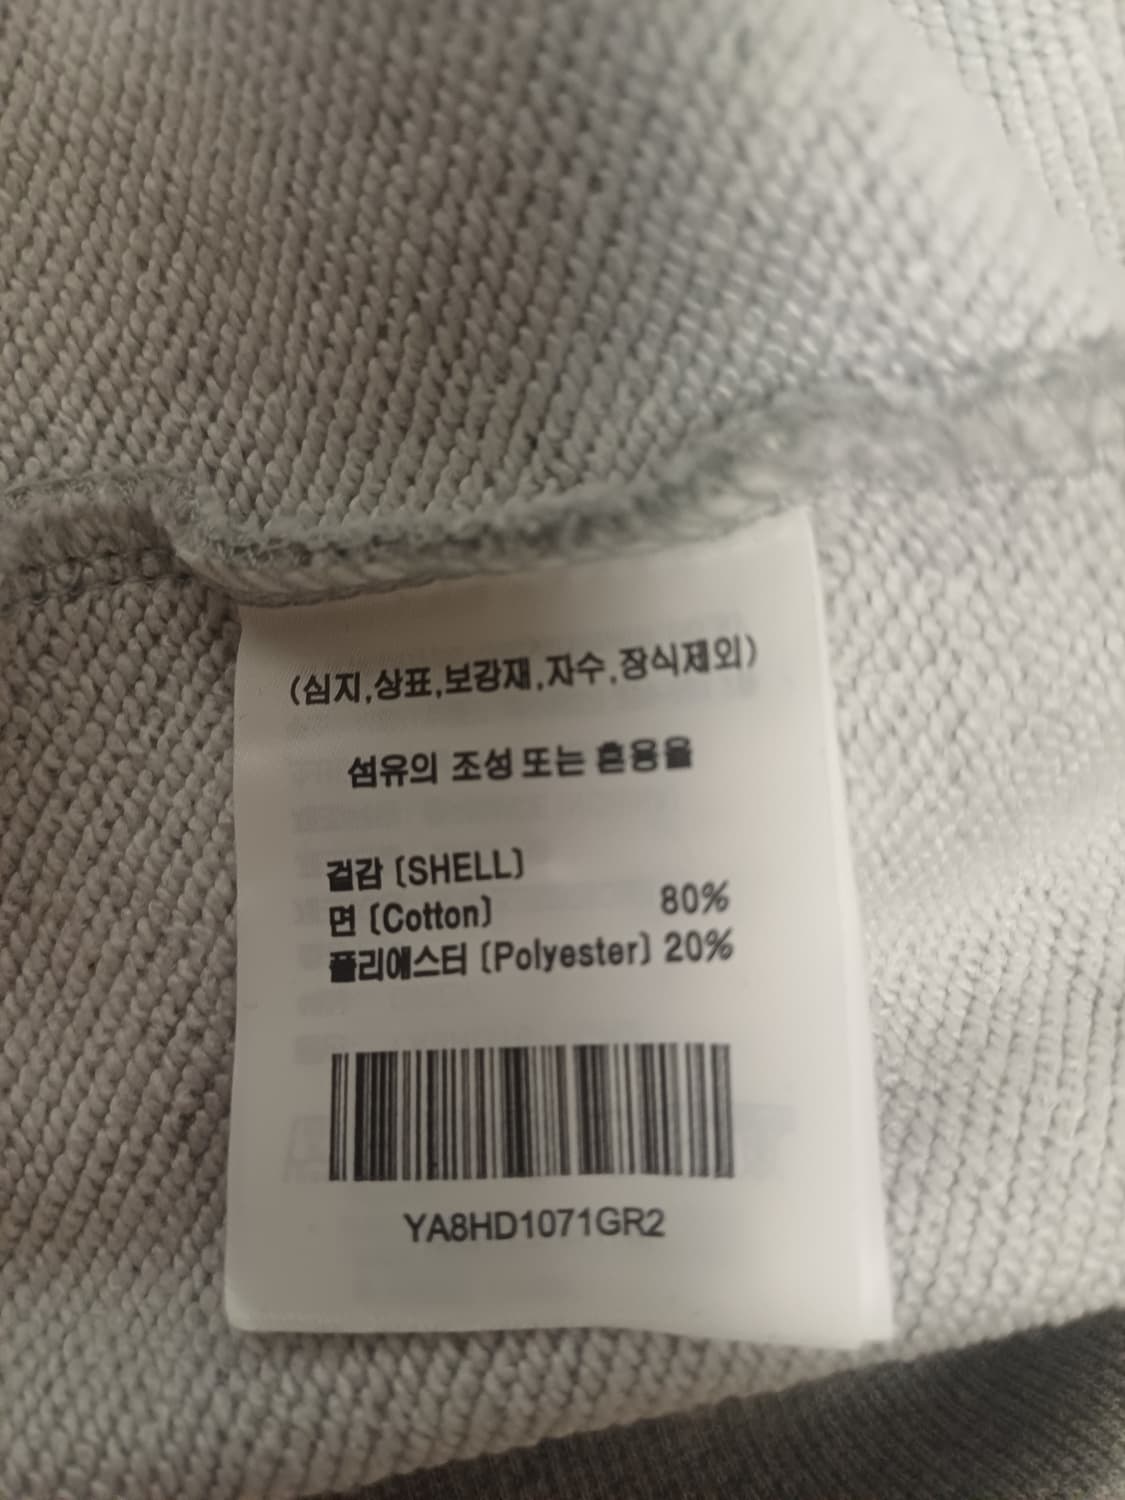 (심지,상표,보강재,자수,장식제외)
섬유의 조성 또는 혼용율
겉감 (SHELL)
면 (Cotton) 80%
폴리에스터 (Polyester) 20%
YA8HD1071GR2